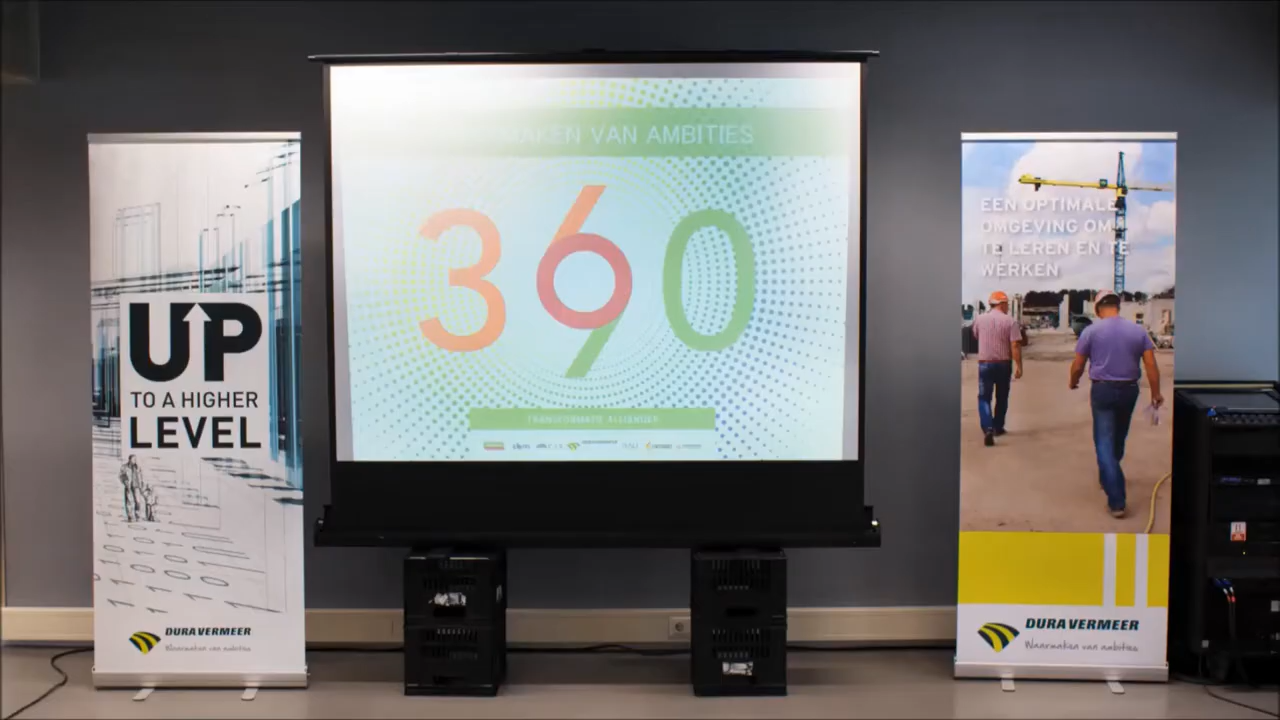 UP
TO A HIGHER
LEVEL
DURA VERMEER
Waarmaken van ambities
MAKEN VAN AMBITIES
360
EEN OPTIMALE
OMGEVING OM
TE LEREN EN TE
WERKEN
DURA VERMEER
Waarmaken van ambities